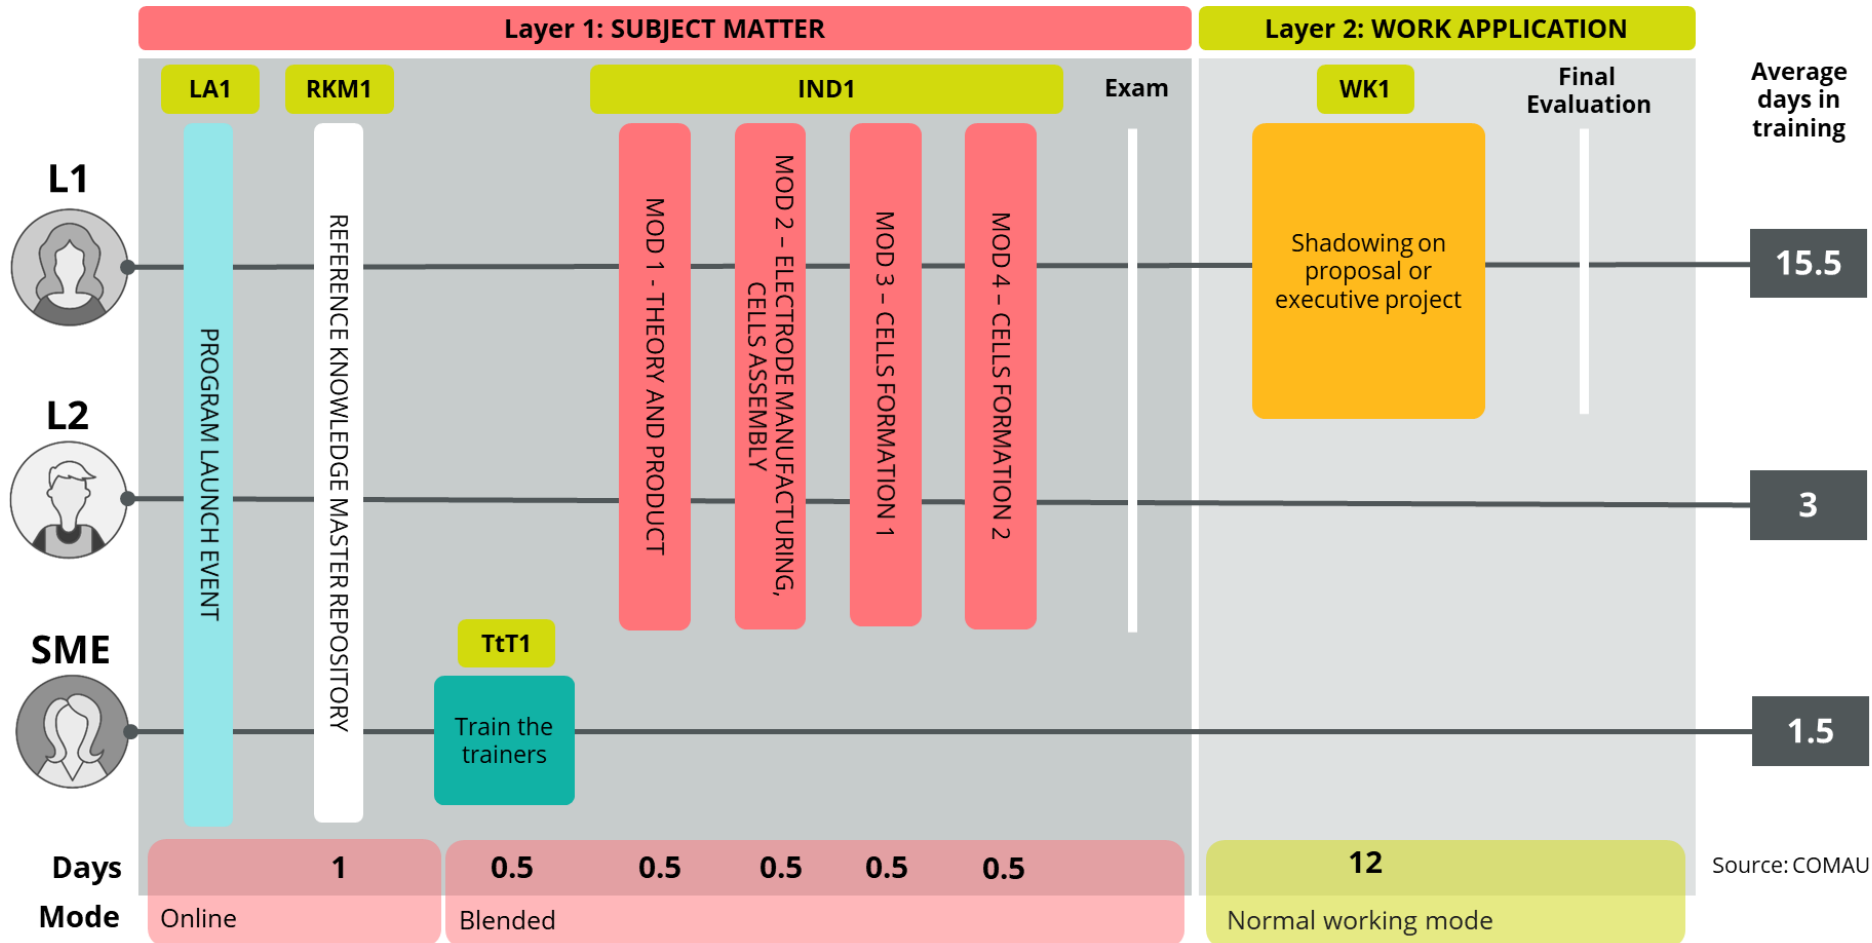 Layer 1: SUBJECT MATTER
Layer 2: WORK APPLICATION
LA1
RKM1
IND1
Exam
WK1
Final
Evaluation
Average
days in
training
L1
L2
SME
PROGRAM LAUNCH EVENT
REFERENCE KNOWLEDGE MASTER REPOSITORY
TtT1
Train the
trainers
MOD 1 - THEORY AND PRODUCT
MOD 2 – ELECTRODE MANUFACTURING,
CELLS ASSEMBLY
MOD 3 – CELLS FORMATION 1
MOD 4 – CELLS FORMATION 2
Shadowing on
proposal or
executive project
15.5
3
1.5
Days
1
0.5
0.5
0.5
0.5
0.5
12
Source: COMAU
Mode
Online
Blended
Normal working mode